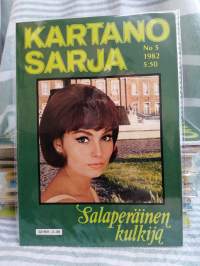 KARTANO
SARJA
No 5
1982
5:50
Salaperäinen
kulkija